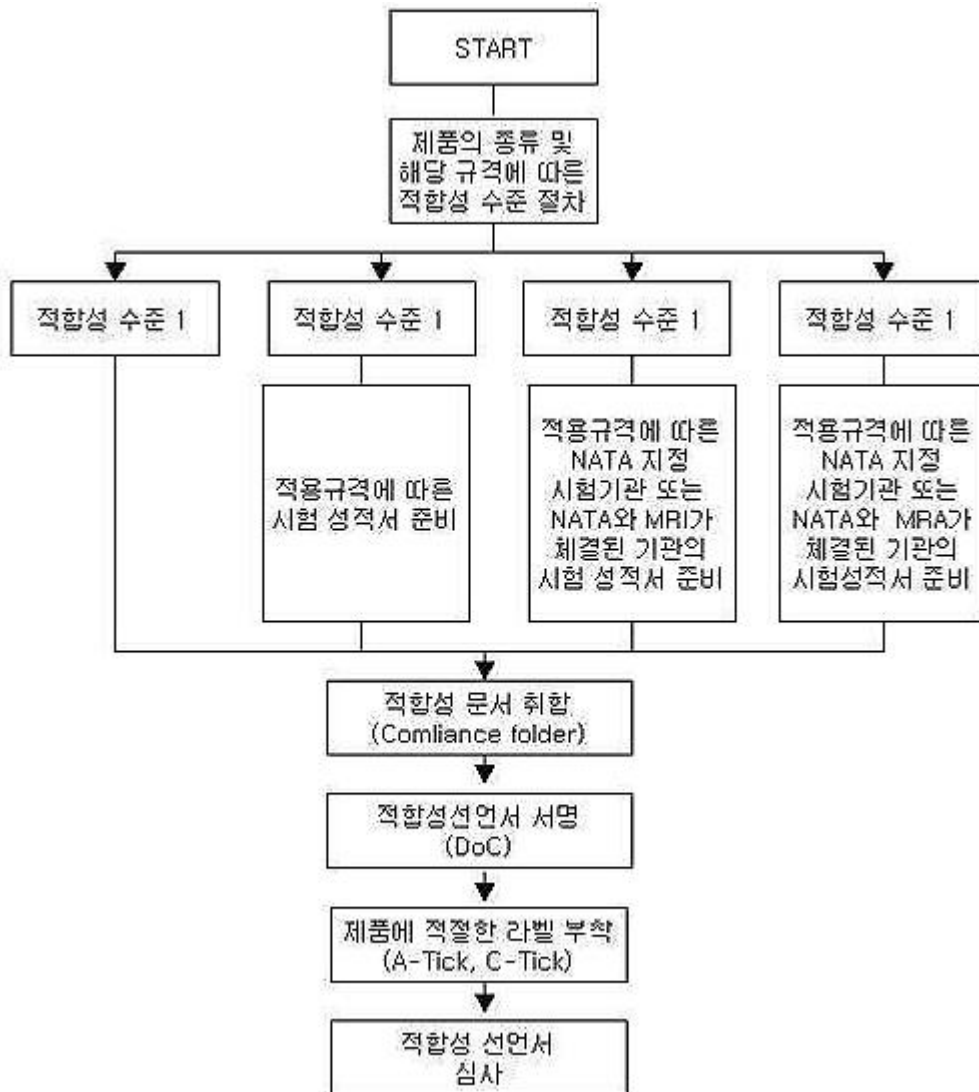 START
제품의 종류 및
해당 규격에 따른
적합성 수준 절차
적합성 수준 1
적합성 수준 1
적합성 수준 1
적합성 수준 1
적용규격에 따른
시험 성적서 준비
적용규격에 따른
NATA 지정
시험기관 또는
NATA와 MRI가
체결된 기관의
시험 성적서 준비
적용규격에 따른
NATA 지정
시험기관 또는
NATA와 MRA가
체결된 기관의
시험성적서 준비
적합성 문서 취합
(Comliance folder)
적합성선언서 서명
(DoC)
제품에 적절한 라벨 부착
(A-Tick, C-Tick)
적합성 선언서
심사